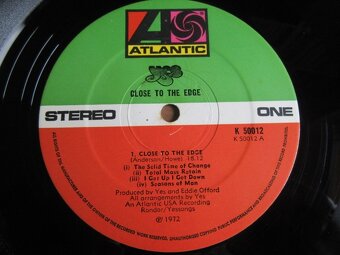 ATLANTIC
yes
CLOSE TO THE EDGE
STEREO
ONE
K 50012
K 50012 A
1. CLOSE TO THE EDGE
(Anderson/Howe) 18.12
(i) The Solid Time of Change
(ii) Total Mass Retain
(iii) I Get Up I Get Down
(iv) Seasons of Man
Produced by Yes and Eddie Offord
All arrangements by Yes
An Atlantic USA Recording
Rondor/Yessongs
℗ 1972